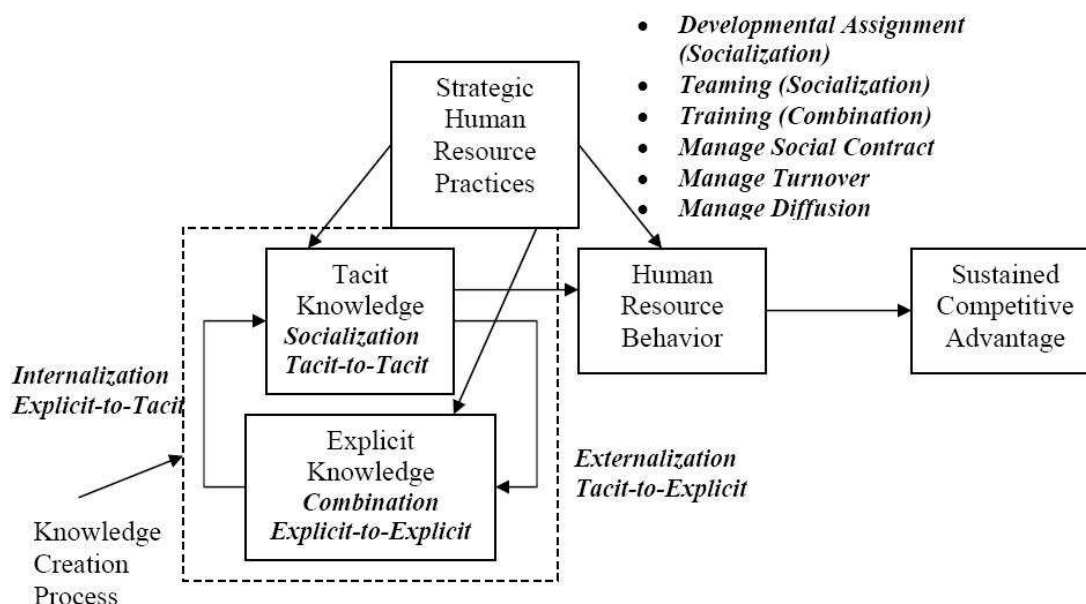 • Developmental Assignment
(Socialization)
• Teaming (Socialization)
• Training (Combination)
• Manage Social Contract
• Manage Turnover
• Manage Diffusion
Strategic
Human
Resource
Practices
Tacit
Knowledge
Socialization
Tacit-to-Tacit
Human
Resource
Behavior
Sustained
Competitive
Advantage
Internalization
Explicit-to-Tacit
Explicit
Knowledge
Combination
Explicit-to-Explicit
Externalization
Tacit-to-Explicit
Knowledge
Creation
Process